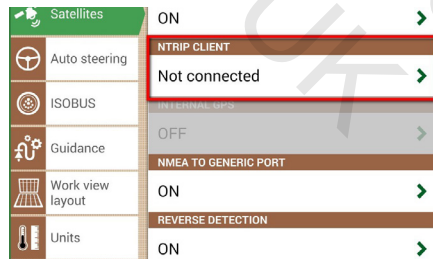 Satellites
Auto steering
ISOBUS
Guidance
Work view
layout
Units
ON
NTRIP CLIENT
Not connected
INTERNAL GPS
OFF
NMEA TO GENERIC PORT
ON
REVERSE DETECTION
ON
UK